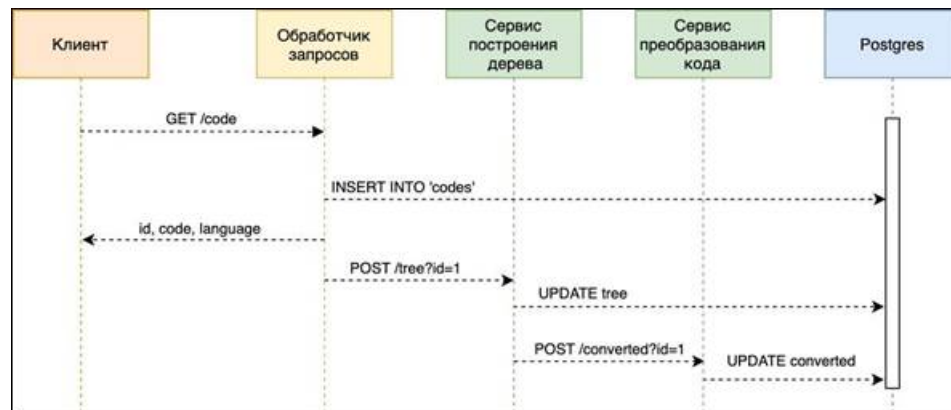 Клиент
Обработчик
запросов
Сервис
построения
дерева
Сервис
преобразования
кода
Postgres
GET /code
INSERT INTO 'codes'
id, code, language
POST /tree?id=1
UPDATE tree
POST /converted?id=1
UPDATE converted